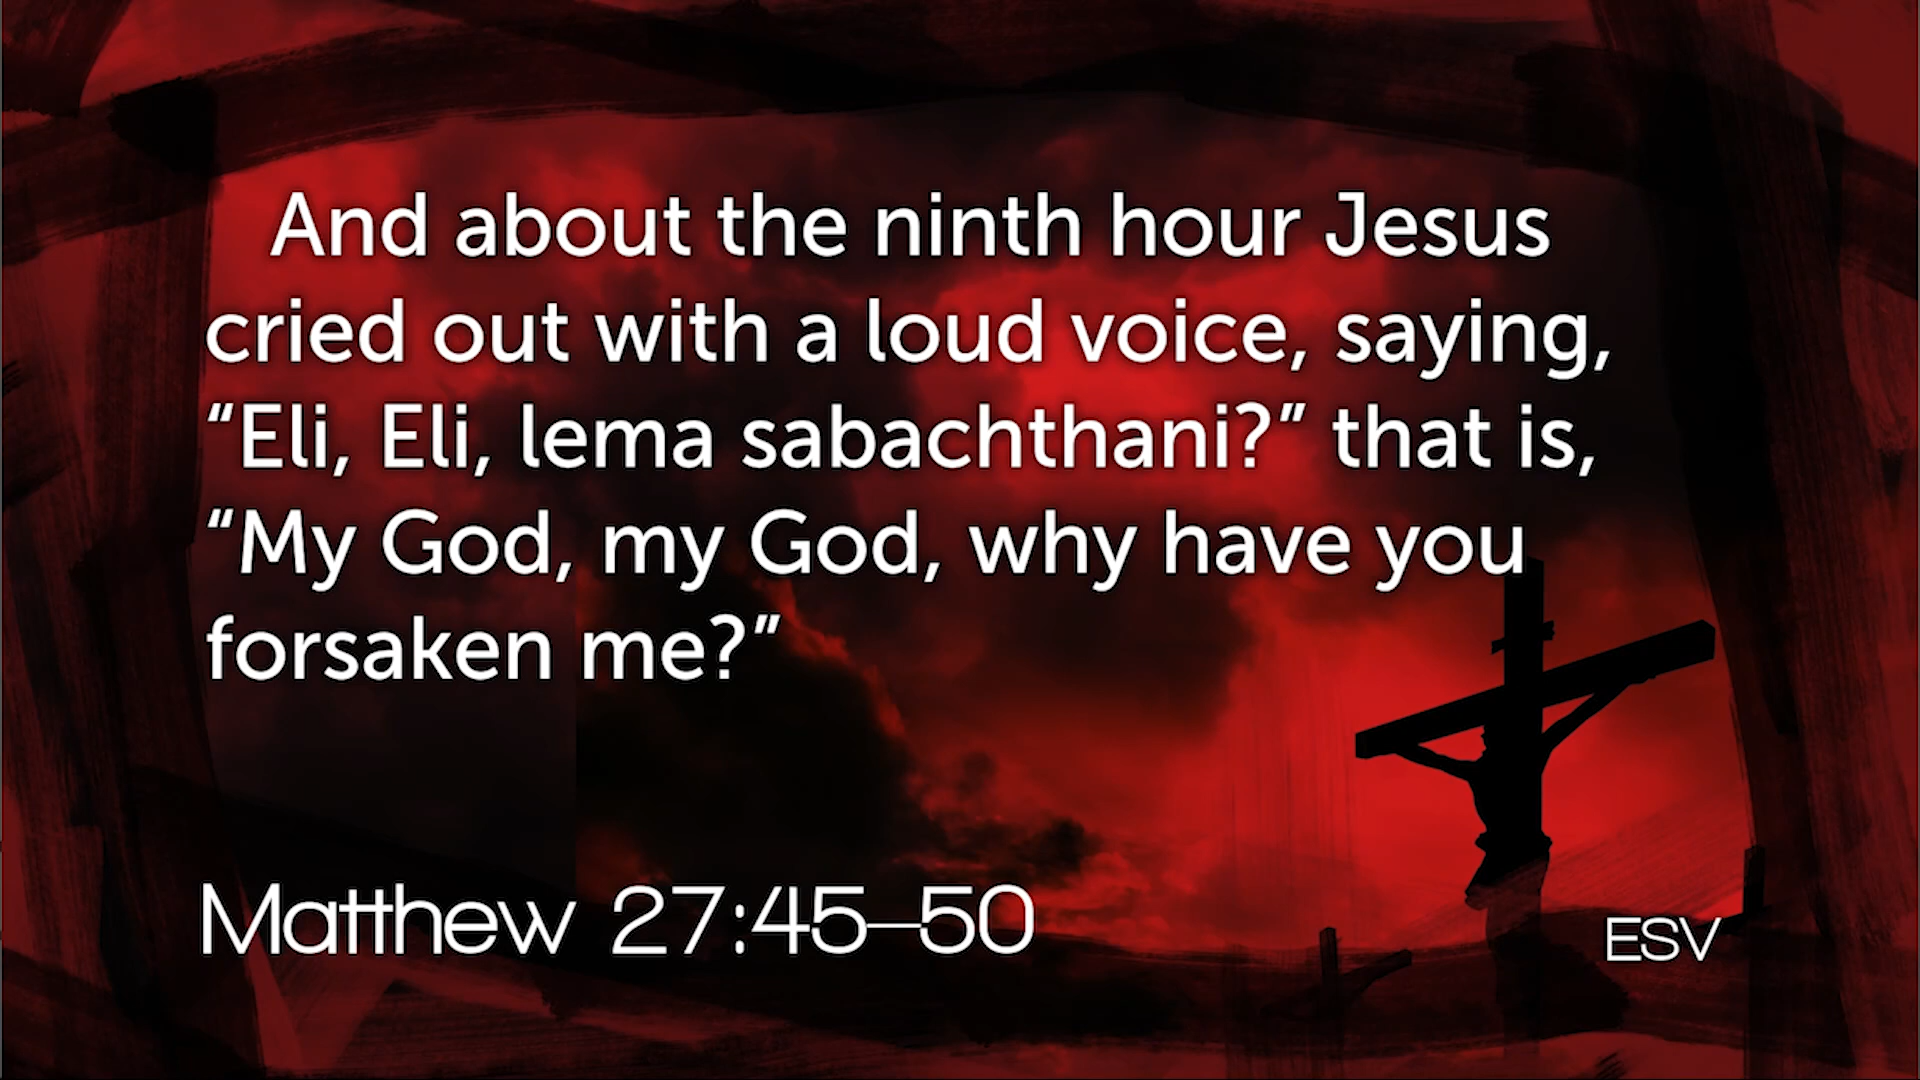 And about the ninth hour Jesus
cried out with a loud voice, saying,
“Eli, Eli, lema sabachthani?” that is,
“My God, my God, why have you
forsaken me?”
Matthew 27:45–50
ESV